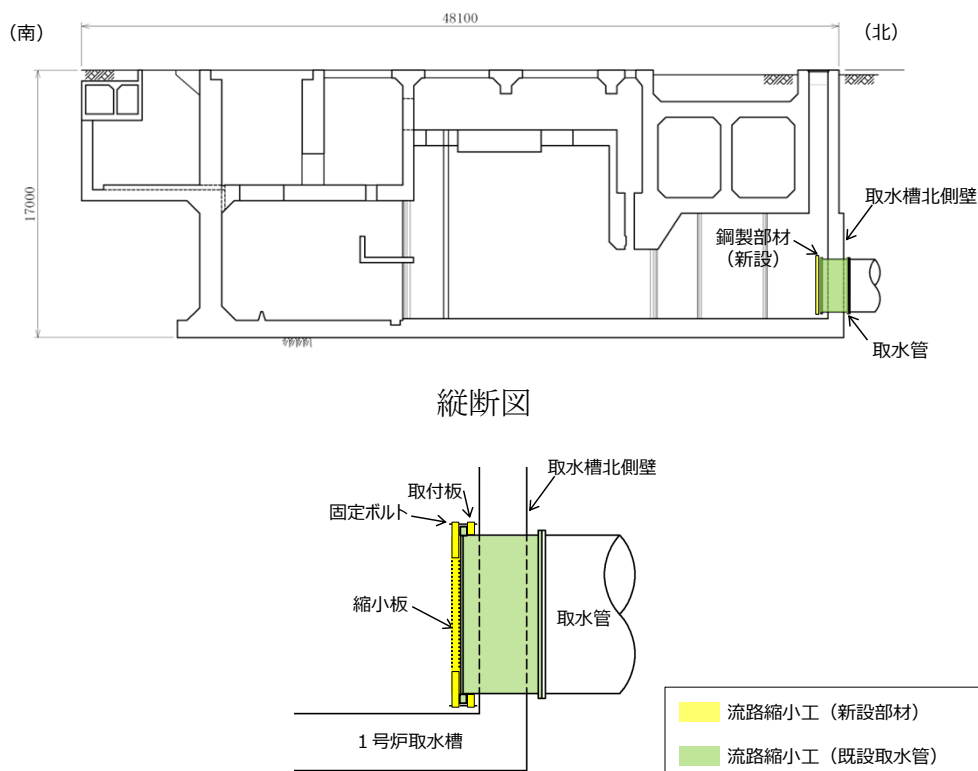 48100
（南）
（北）
17000
取水槽北側壁
鋼製部材
（新設）
取水管
縦断図
取水槽北側壁
取付板
固定ボルト
縮小板
取水管
１号炉取水槽
流路縮小工（新設部材）
流路縮小工（既設取水管）